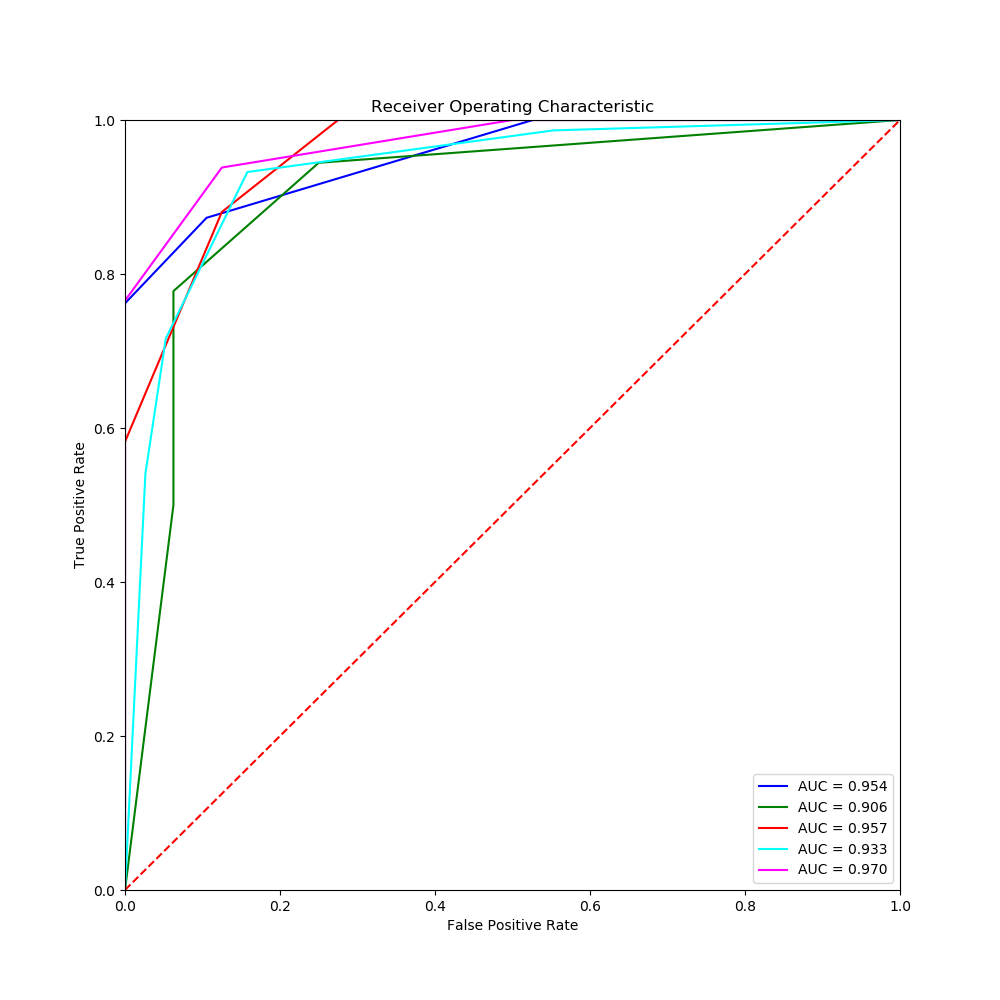 Receiver Operating Characteristic
1.0
0.8
0.6
0.4
0.2
0.0
True Positive Rate
0.0 0.2 0.4 0.6 0.8 1.0
False Positive Rate
AUC = 0.954
AUC = 0.906
AUC = 0.957
AUC = 0.933
AUC = 0.970